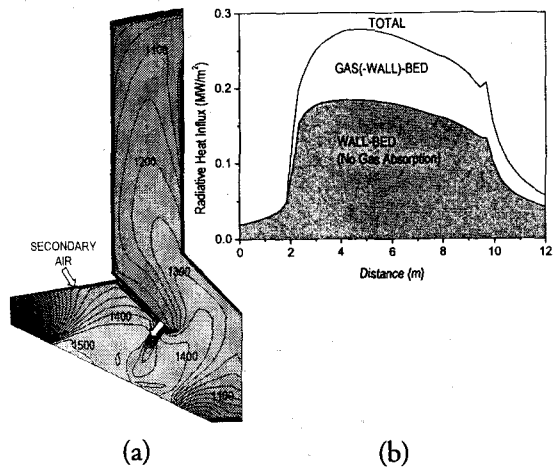 1100
1200
1300
SECONDARY
AIR
1400
1500
1400
1100
(a)
Radiative Heat Influx (MW/m²)
0.3
0.2
0.1
0.0
TOTAL
GAS(-WALL)-BED
WALL-BED
(No Gas Absorption)
0 2 4 6 8 10 12
Distance (m)
(b)